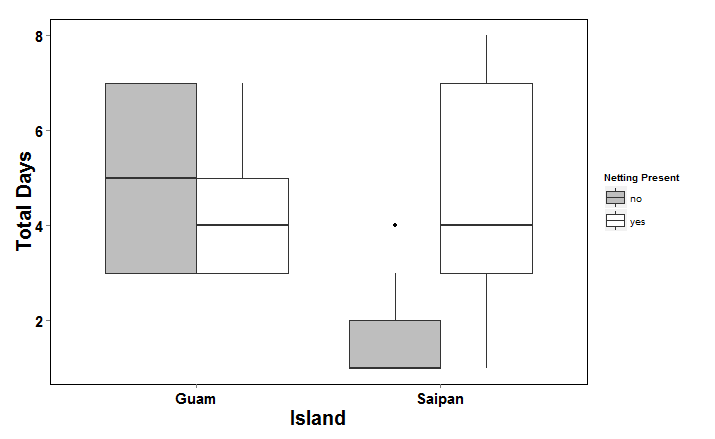 8
6
4
2
Total Days
Guam
Saipan
Island
Netting Present
no
yes